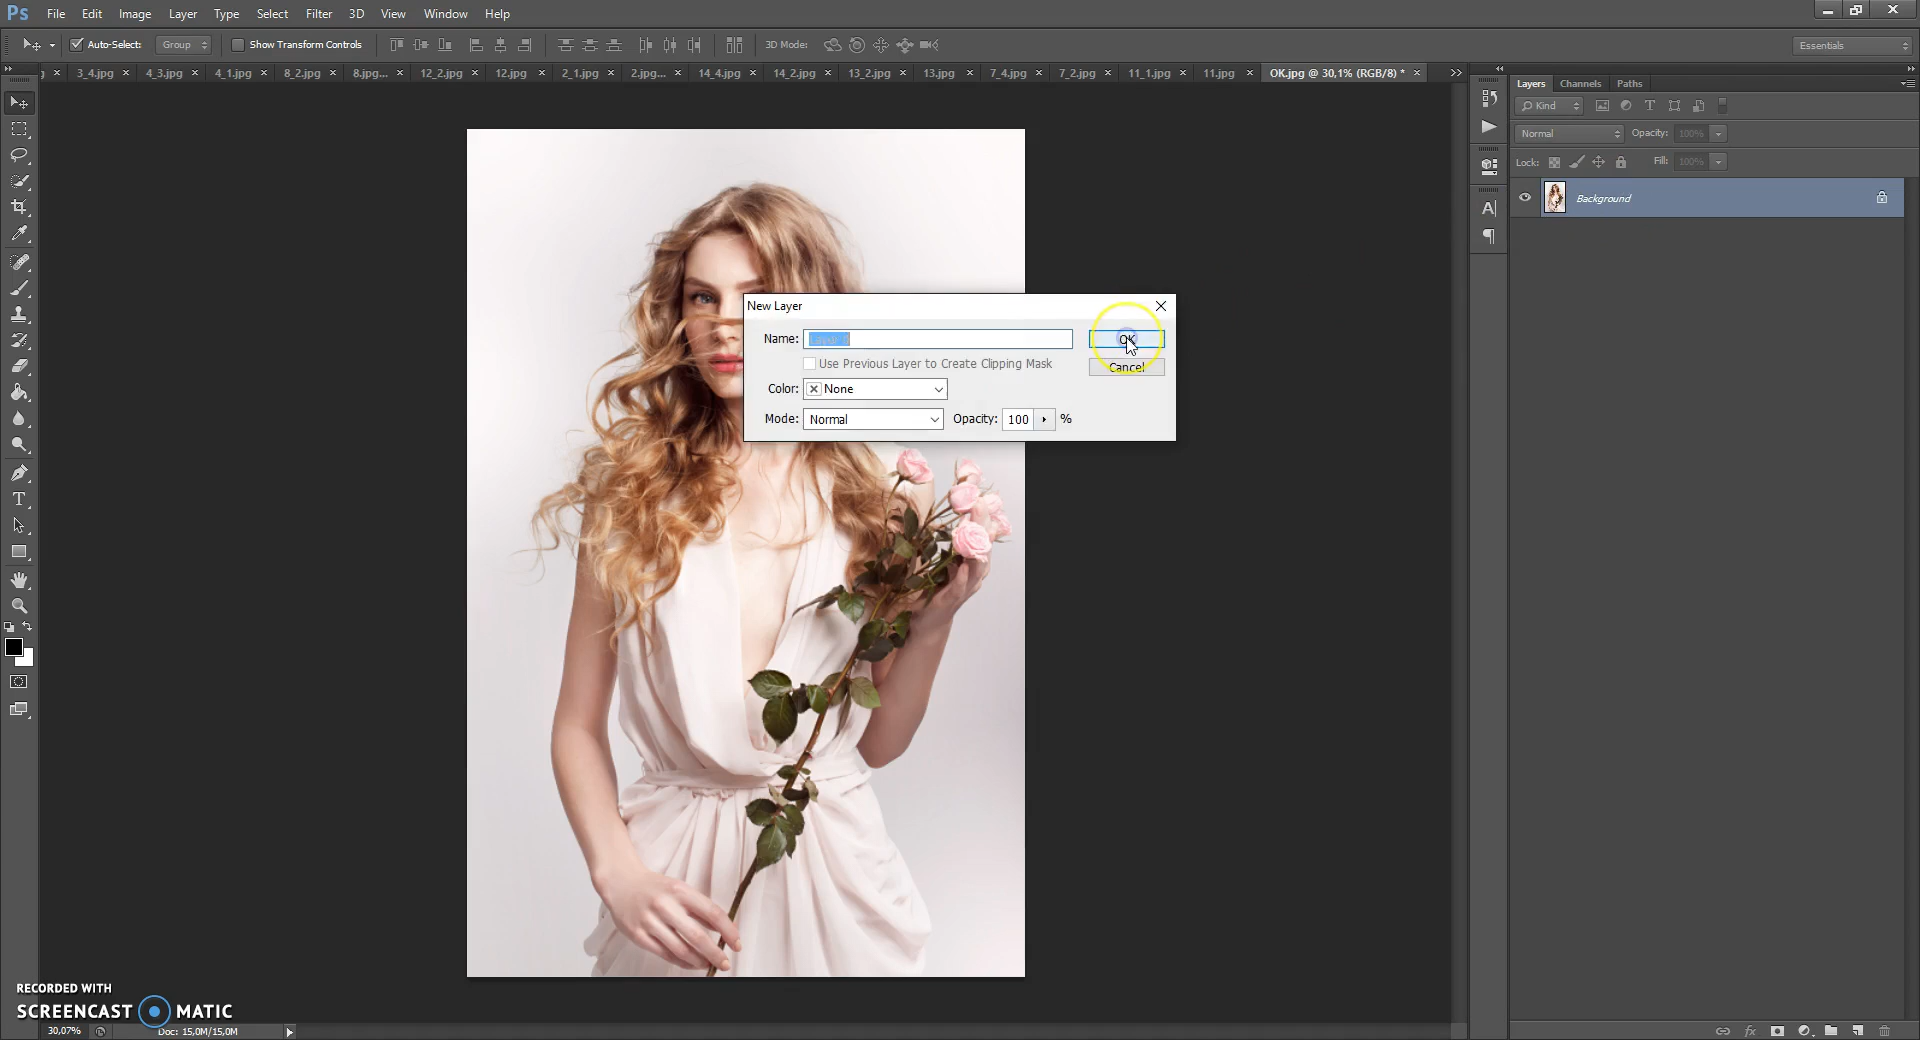 Ps File Edit Image Layer Type Select Filter 3D View Window Help
Auto-Select: Group Show Transform Controls 3D Mode: Essentials
3_4.jpg × 4_3.jpg × 4_1.jpg × 8_2.jpg × 8.jpg... × 12_2.jpg × 12.jpg × 2_1.jpg × 2.jpg... × 14_4.jpg × 14_2.jpg × 13_2.jpg × 13.jpg × 7_4.jpg × 7_2.jpg × 11_1.jpg × 11.jpg × OK.jpg @ 30,1% (RGB/8) * ×
Layers Channels Paths
Kind
Normal Opacity: 100%
Lock: Fill: 100%
Background
New Layer
Name: OK
Use Previous Layer to Create Clipping Mask Cancel
Color: None
Mode: Normal Opacity: 100 %
RECORDED WITH
SCREENCAST MATIC
30,07% Doc: 15,0M/15,0M